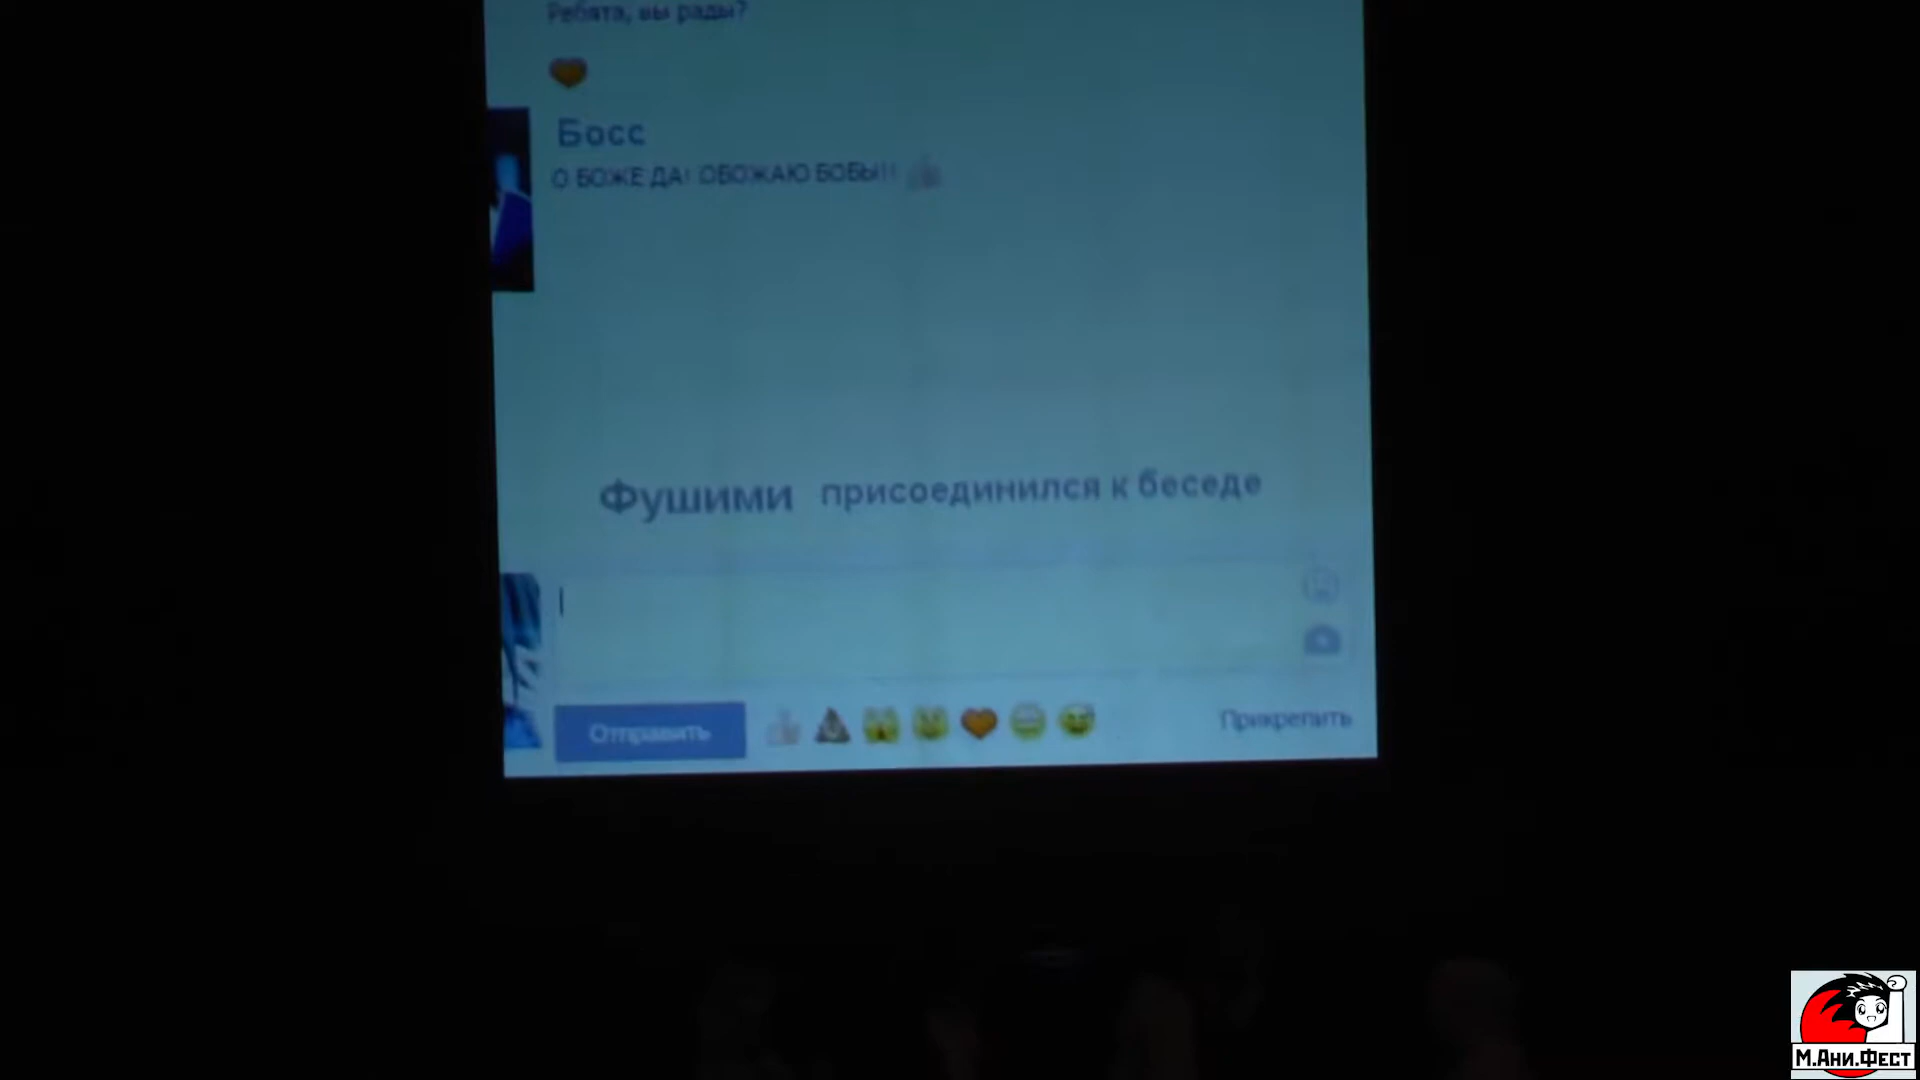 Ребята, вы рады?
Босс
О БОЖЕ ДА! ОБОЖАЮ БОБЫ!!
Фушими присоединился к беседе
Отправить
Прикрепить
М.Ани.Фест